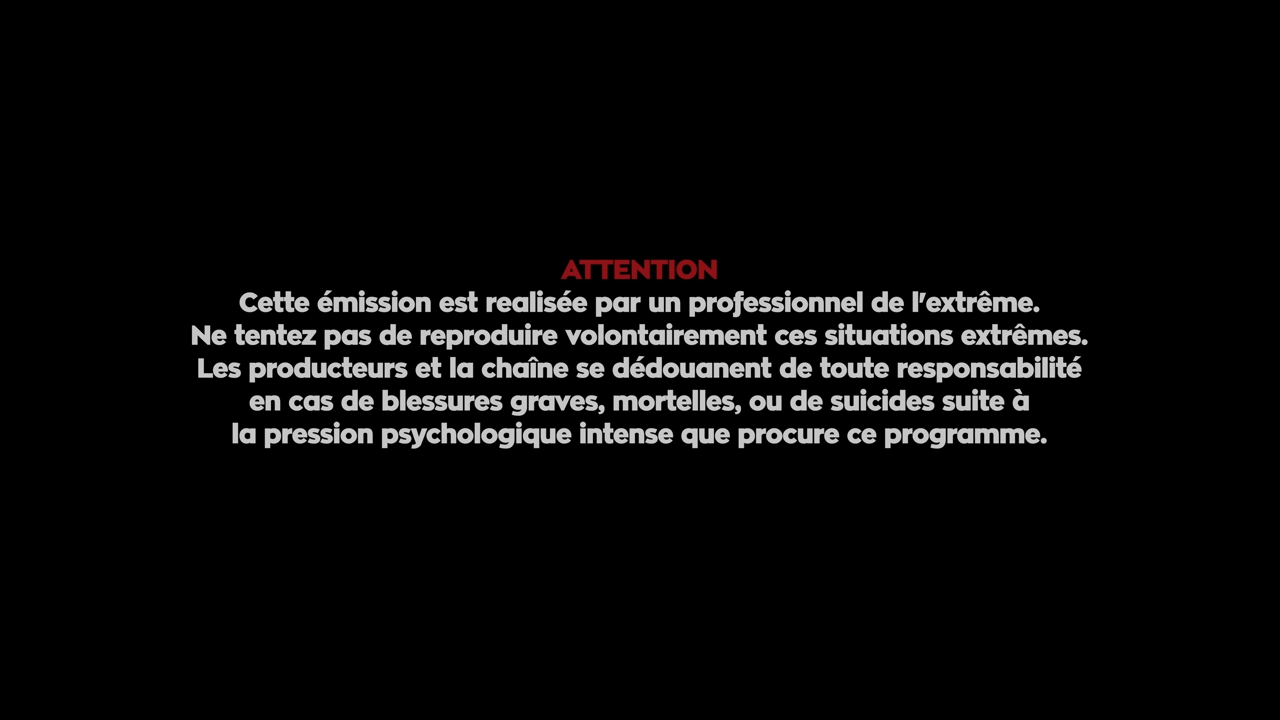 ATTENTION
Cette émission est realisée par un professionnel de l'extrême.
Ne tentez pas de reproduire volontairement ces situations extrêmes.
Les producteurs et la chaîne se dédouanent de toute responsabilité
en cas de blessures graves, mortelles, ou de suicides suite à
la pression psychologique intense que procure ce programme.